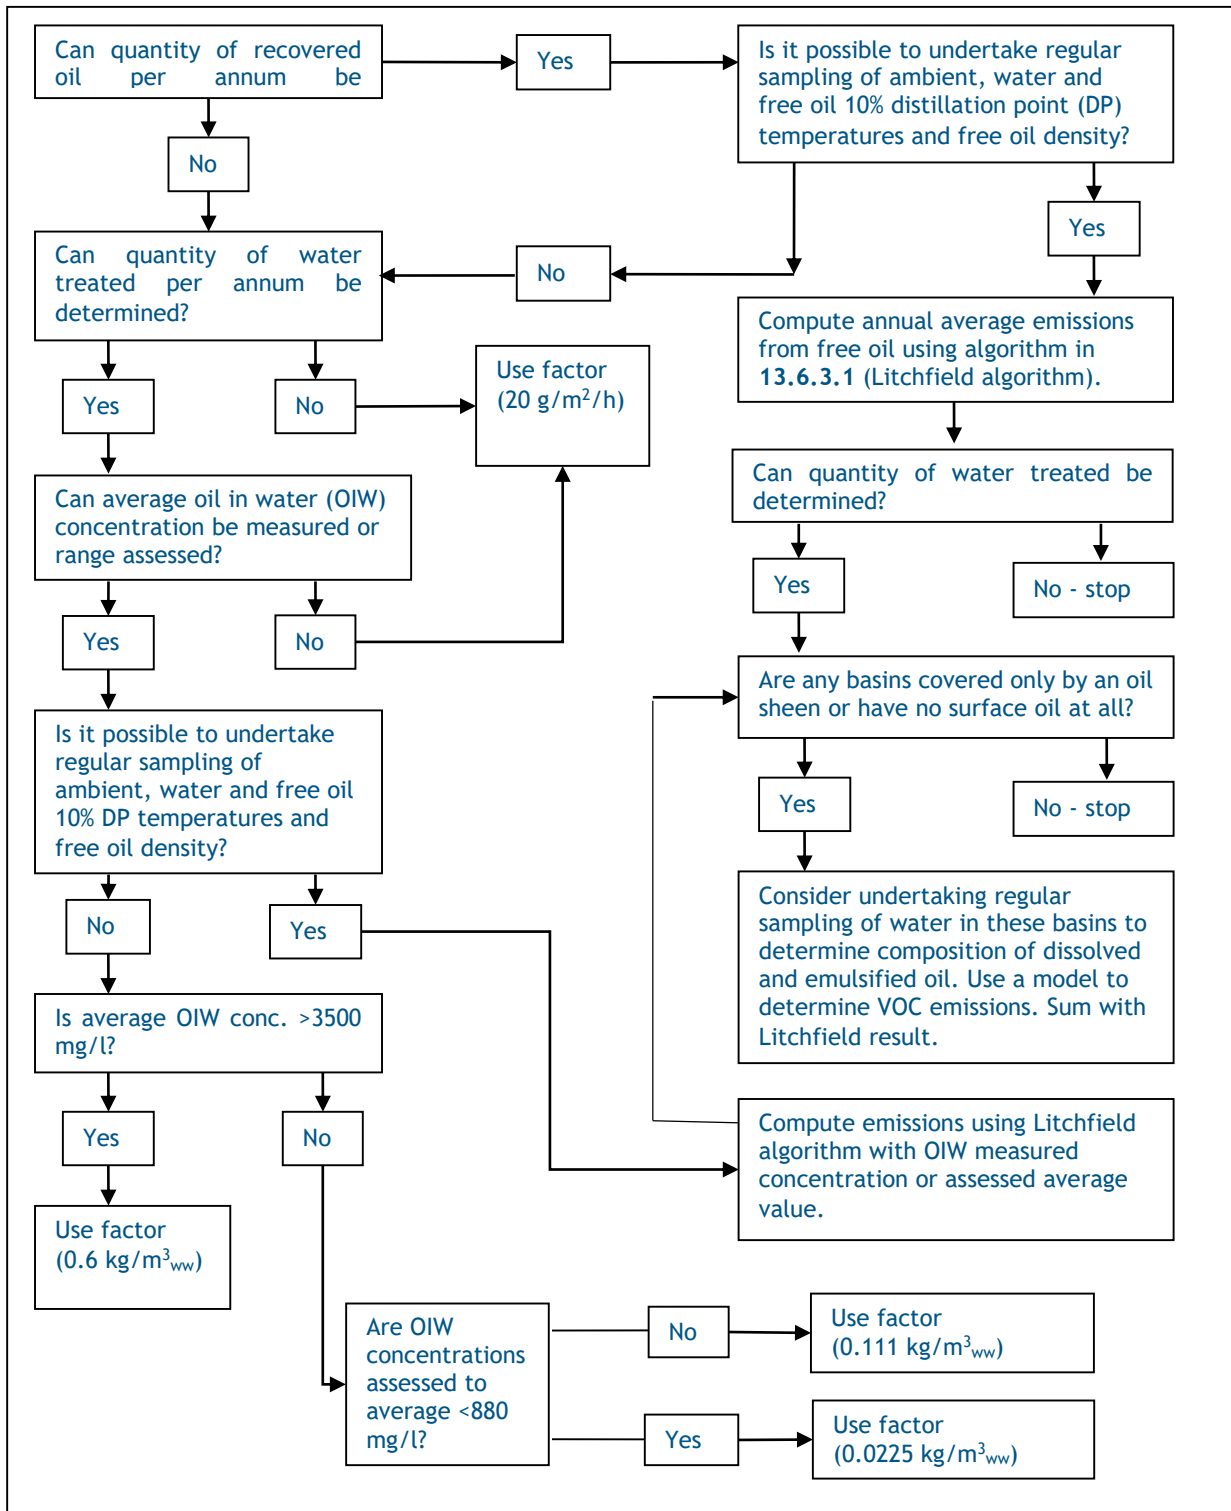 Can quantity of recovered
oil per annum be
Yes
Is it possible to undertake regular
sampling of ambient, water and
free oil 10% distillation point (DP)
temperatures and free oil density?
No
Yes
Can quantity of water
treated per annum be
determined?
No
Compute annual average emissions
from free oil using algorithm in
13.6.3.1 (Litchfield algorithm).
Yes
No
Use factor
(20 g/m²/h)
Can quantity of water treated be
determined?
Can average oil in water (OIW)
concentration be measured or
range assessed?
Yes
No - stop
Yes
No
Are any basins covered only by an oil
sheen or have no surface oil at all?
Is it possible to undertake
regular sampling of
ambient, water and free oil
10% DP temperatures and
free oil density?
Yes
No - stop
No
Yes
Consider undertaking regular
sampling of water in these basins to
determine composition of dissolved
and emulsified oil. Use a model to
determine VOC emissions. Sum with
Litchfield result.
Is average OIW conc. >3500
mg/l?
Yes
No
Compute emissions using Litchfield
algorithm with OIW measured
concentration or assessed average
value.
Use factor
(0.6 kg/m³ww)
Are OIW
concentrations
assessed to
average <880
mg/l?
No
Use factor
(0.111 kg/m³ww)
Yes
Use factor
(0.0225 kg/m³ww)